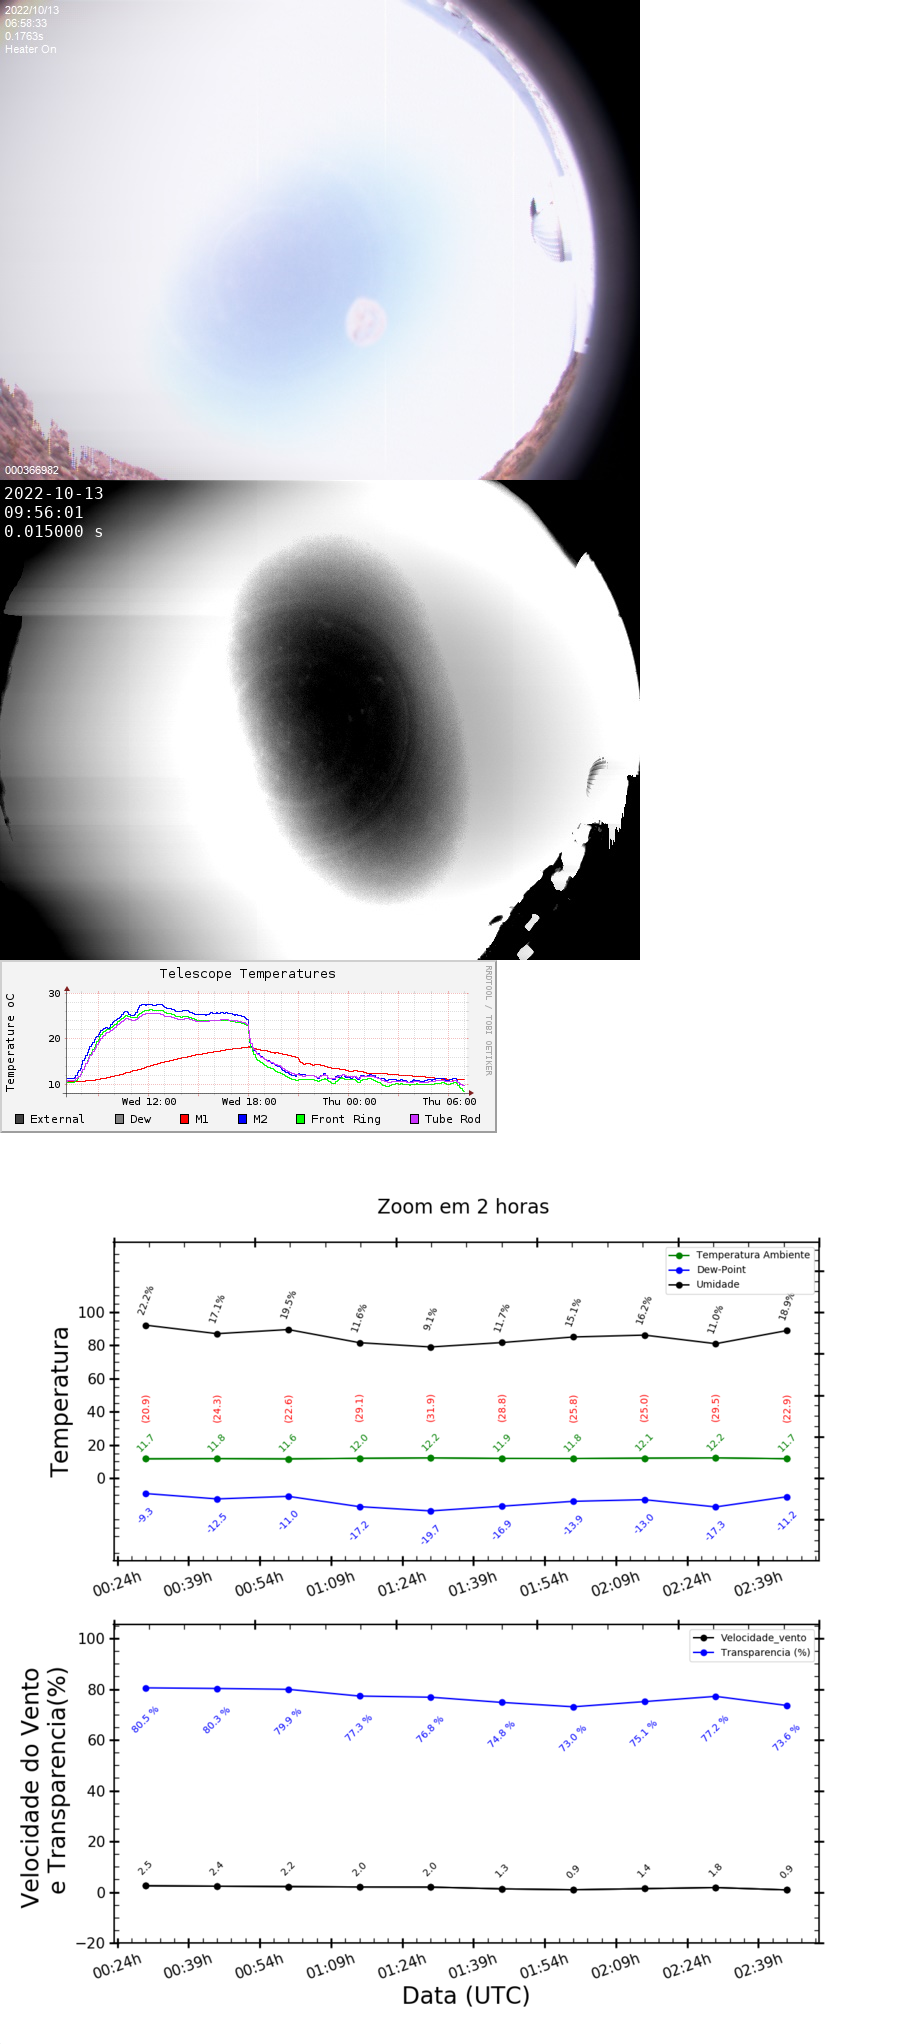 2022/10/13
06:58:33
0.1763s
Heater On
000366982
2022-10-13
09:56:01
0.015000 s
Telescope Temperatures
RRDTOOL / TOBI OETIKER
Temperature oC
30
20
10
Wed 12:00 Wed 18:00 Thu 00:00 Thu 06:00
External Dew M1 M2 Front Ring Tube Rod
Zoom em 2 horas
Temperatura Ambiente
Dew-Point
Umidade
Temperatura
100
80
60
40
20
0
22.2% 17.1% 19.5% 11.6% 9.1% 11.7% 15.1% 16.2% 11.0% 18.9%
(20.9) (24.3) (22.6) (29.1) (31.9) (28.8) (25.8) (25.0) (29.5) (22.9)
11.7 11.8 11.6 12.0 12.2 11.9 11.8 12.1 12.2 11.7
-9.3 -12.5 -11.0 -17.2 -19.7 -16.9 -13.9 -13.0 -17.3 -11.2
00:24h 00:39h 00:54h 01:09h 01:24h 01:39h 01:54h 02:09h 02:24h 02:39h
Velocidade_vento
Transparencia (%)
Velocidade do Vento
e Transparencia(%)
100
80
60
40
20
0
−20
80.5 % 80.3 % 79.9 % 77.3 % 76.8 % 74.8 % 73.0 % 75.1 % 77.2 % 73.6 %
2.5 2.4 2.2 2.0 2.0 1.3 0.9 1.4 1.8 0.9
00:24h 00:39h 00:54h 01:09h 01:24h 01:39h 01:54h 02:09h 02:24h 02:39h
Data (UTC)